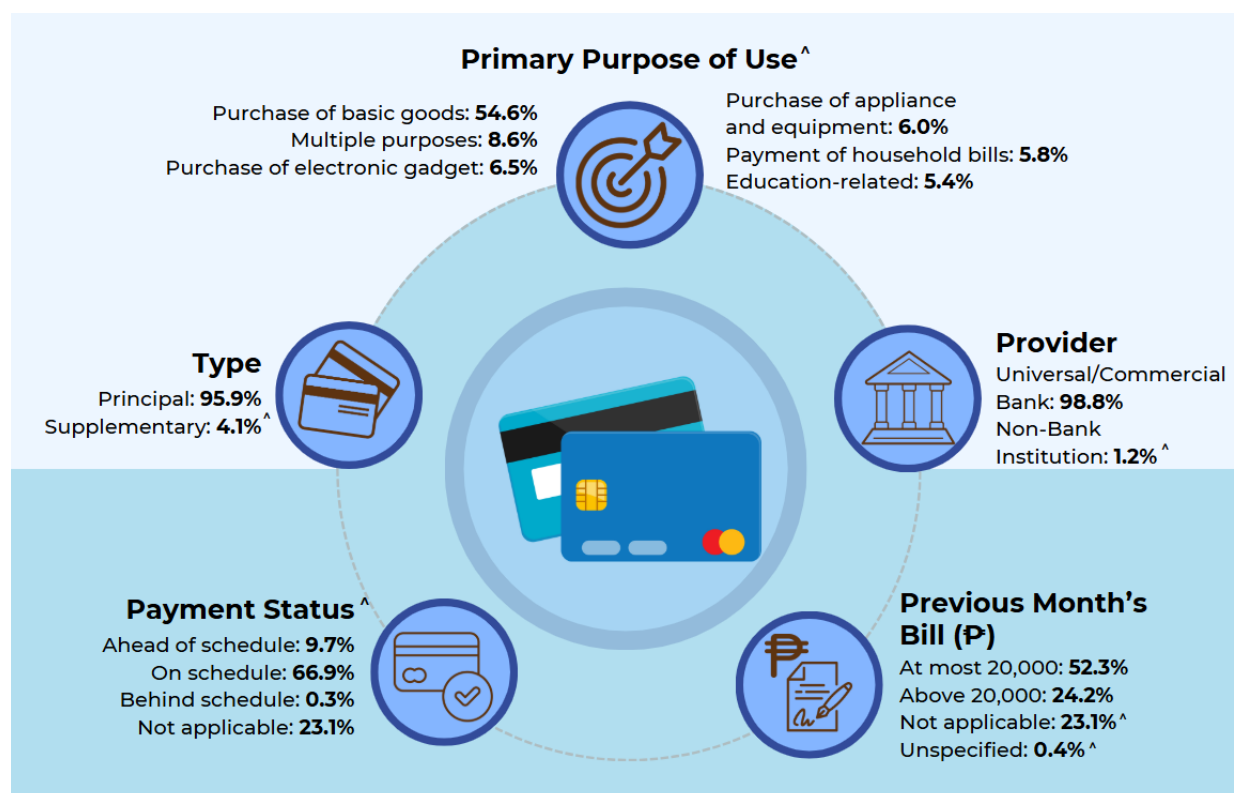 Primary Purpose of Use^
Purchase of basic goods: 54.6%
Multiple purposes: 8.6%
Purchase of electronic gadget: 6.5%
Purchase of appliance
and equipment: 6.0%
Payment of household bills: 5.8%
Education-related: 5.4%
Type
Principal: 95.9%
Supplementary: 4.1%^
Provider
Universal/Commercial
Bank: 98.8%
Non-Bank
Institution: 1.2%^
Payment Status^
Ahead of schedule: 9.7%
On schedule: 66.9%
Behind schedule: 0.3%
Not applicable: 23.1%
Previous Month's
Bill (₱)
At most 20,000: 52.3%
Above 20,000: 24.2%
Not applicable: 23.1%^
Unspecified: 0.4%^